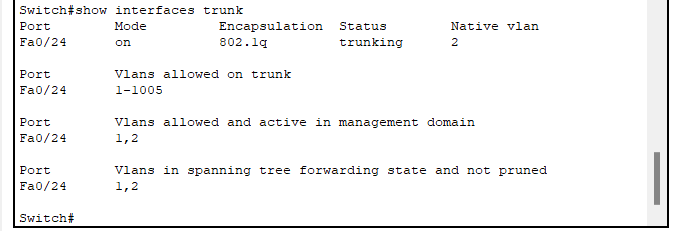 Switch#show interfaces trunk
Port        Mode         Encapsulation  Status        Native vlan
Fa0/24      on           802.1q         trunking      2
Port        Vlans allowed on trunk
Fa0/24      1-1005
Port        Vlans allowed and active in management domain
Fa0/24      1,2
Port        Vlans in spanning tree forwarding state and not pruned
Fa0/24      1,2
Switch#